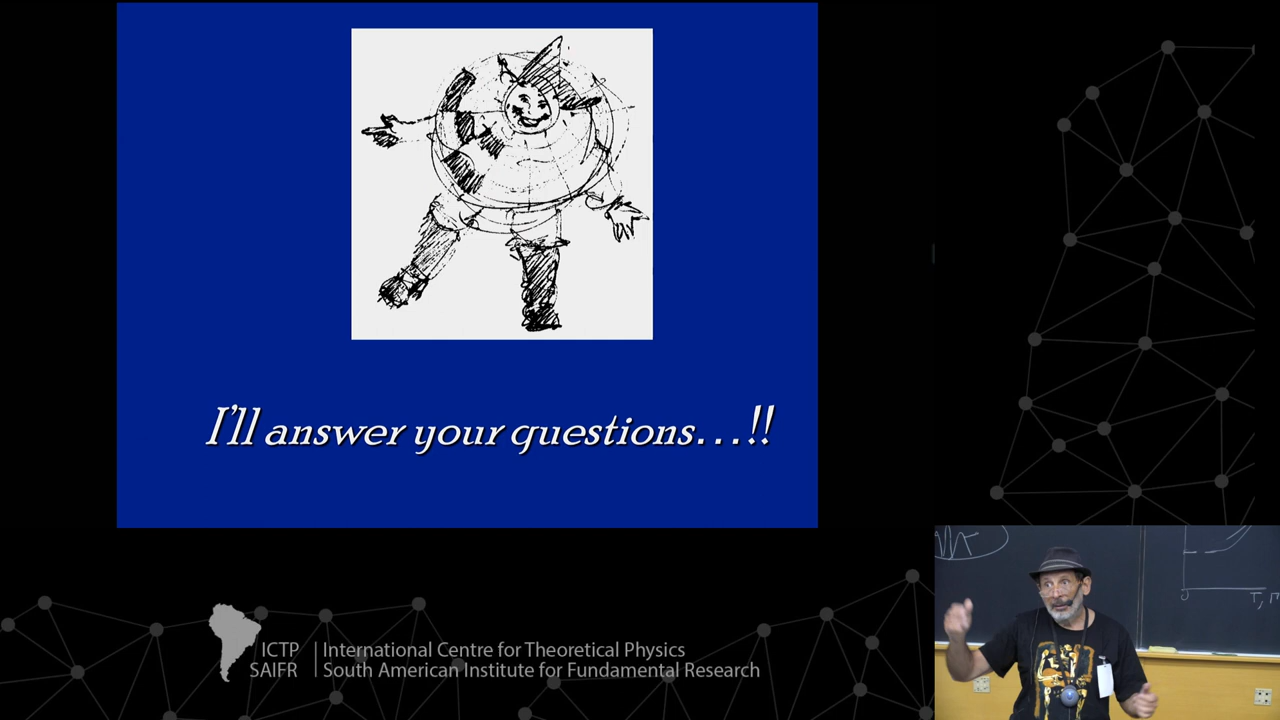 I'll answer your questions...!!
ICTP
SAIFR
International Centre for Theoretical Physics
South American Institute for Fundamental Research